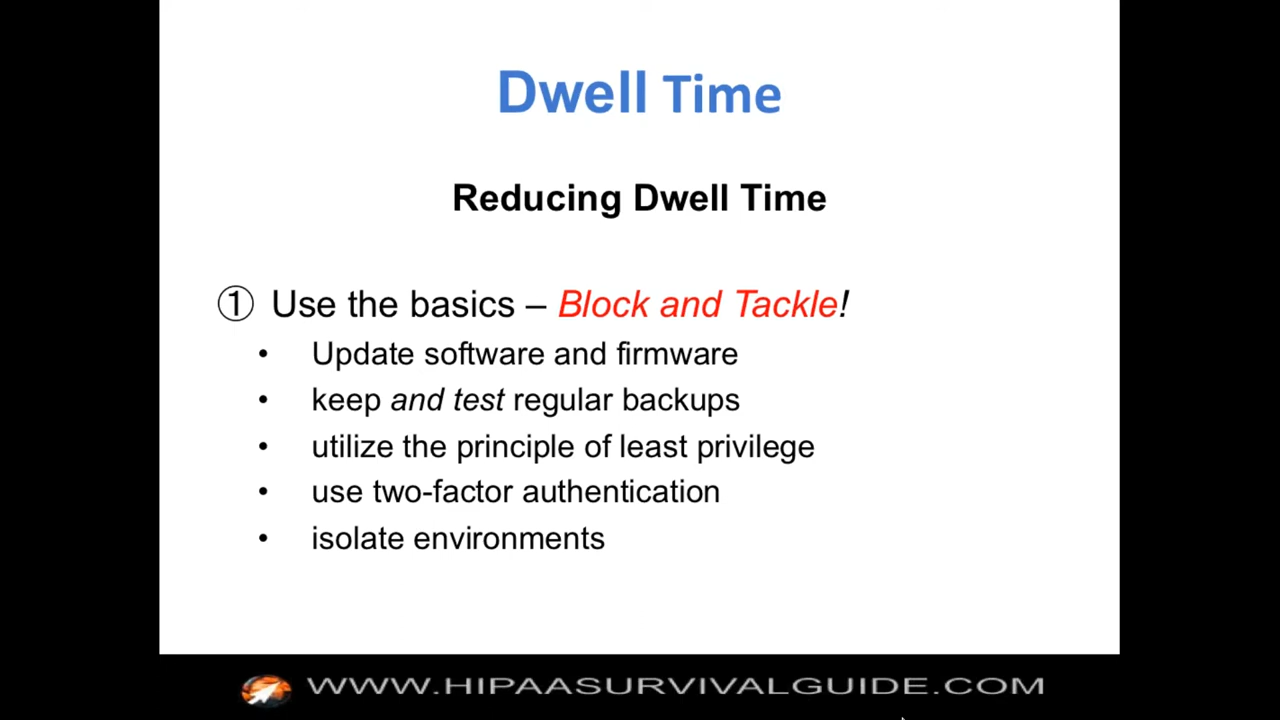 Dwell Time
Reducing Dwell Time
① Use the basics – Block and Tackle!
• Update software and firmware
• keep and test regular backups
• utilize the principle of least privilege
• use two-factor authentication
• isolate environments
WWW.HIPAASURVIVALGUIDE.COM